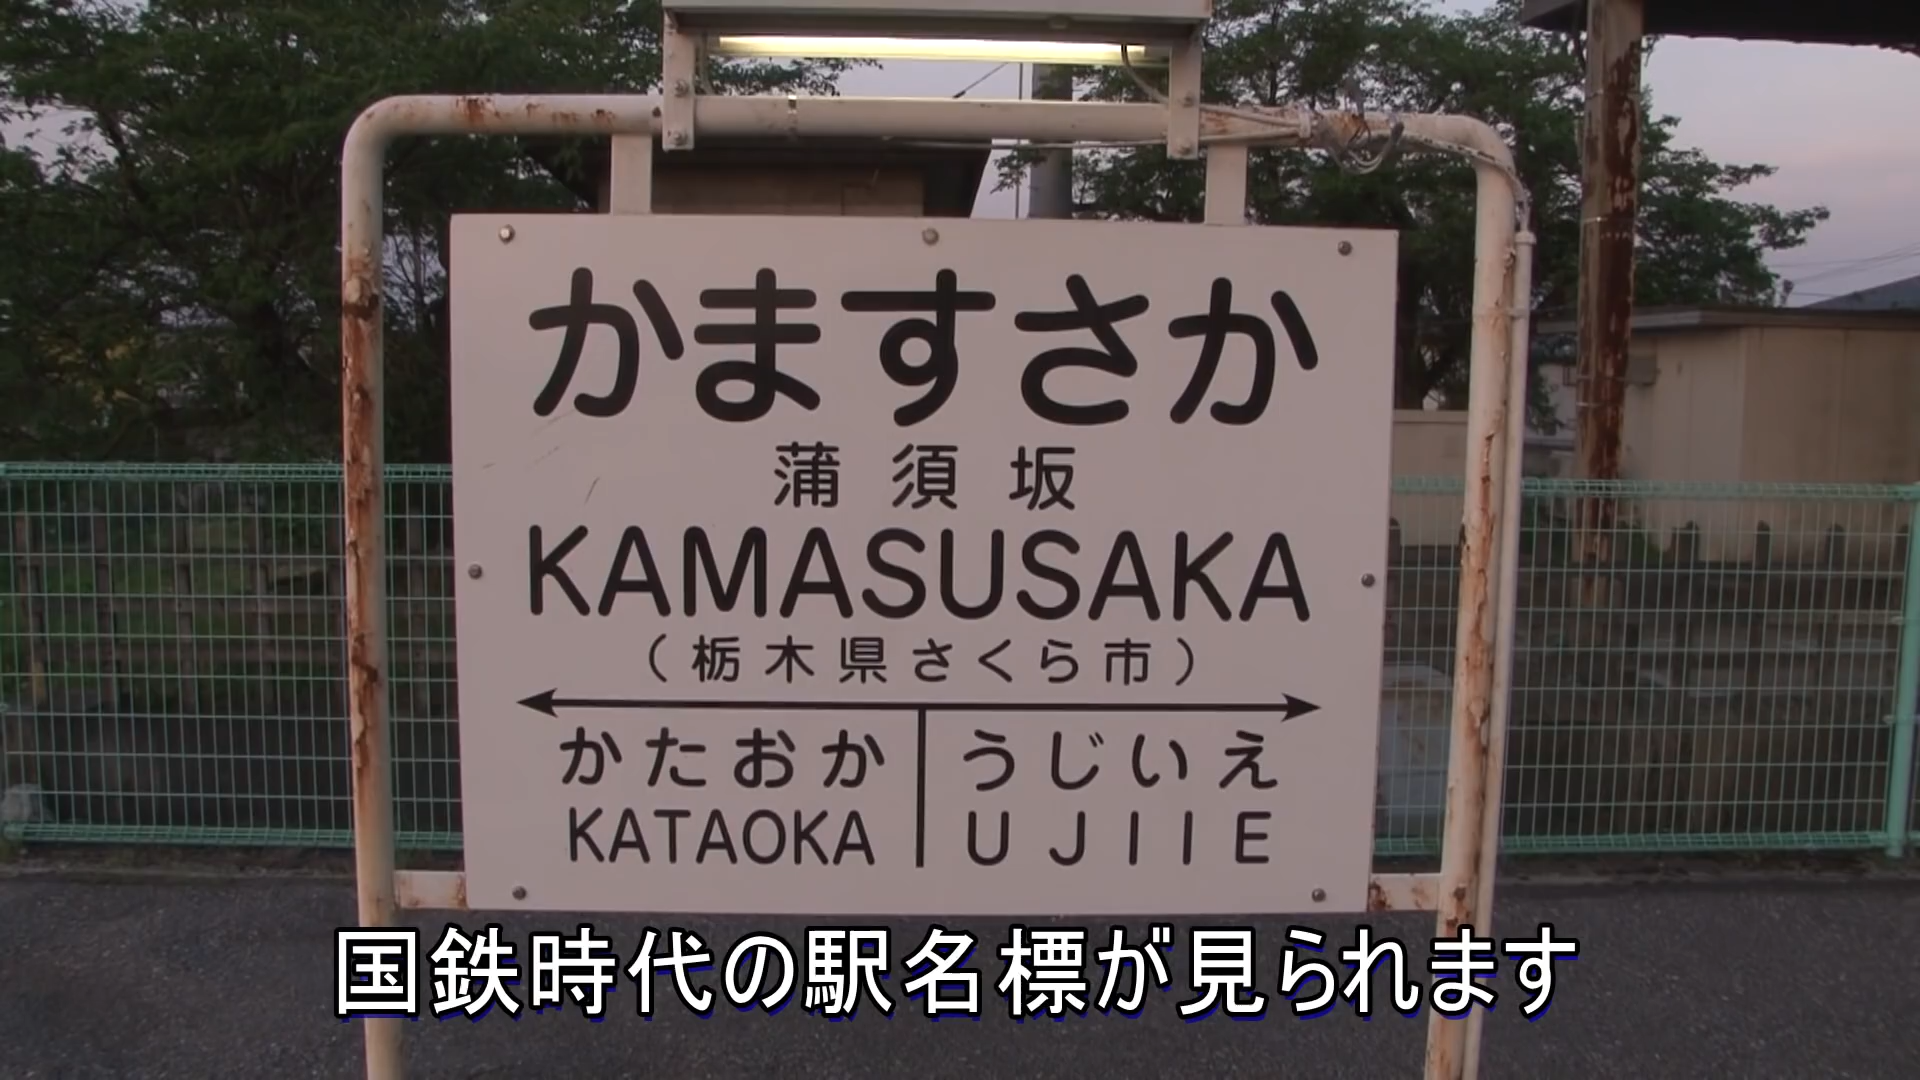 かますさか
蒲須坂
KAMASUSAKA
(栃木県さくら市)
かたおか うじいえ
KATAOKA UJIIE
国鉄時代の駅名標が見られます